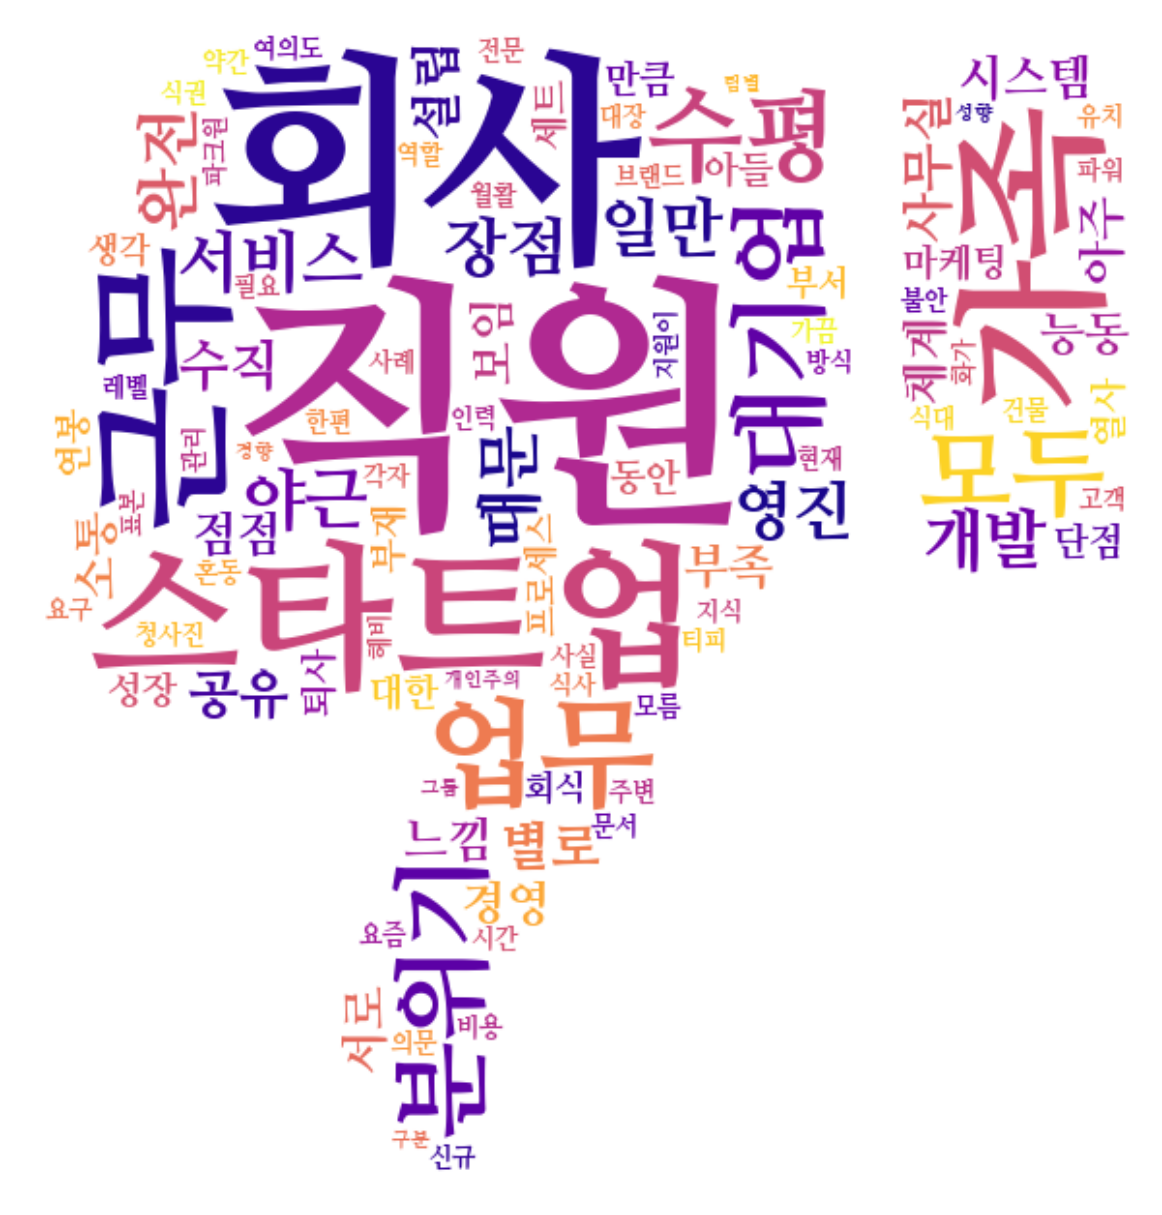 약간
여의도
전문
팀별
식권
회사
설립
세트
만큼
대장
수평
완전
파크원
역할
월활
브랜드
아들
생각
서비스
필요
장점
일만
대기업
부서
근무
직원
보임
지원이
가끔
방식
레벨
수직
사례
연봉
관리
한편
인력
경향
야근
각자
때문
동안
현재
영진
표본
점점
소통
혼동
부재
프로세스
요구
스타트업
부족
지식
티피
청사진
헤비
사실
성장
공유
퇴사
대한
개인주의
식사
모름
업무
그룹
회식
주변
느낌
별로
문서
분위기
경영
요즘
시간
서로
의문
비용
구분
신규
시스템
사무실
성향
유치
가족
파워
마케팅
아주
불안
체계
화가
능동
식대
건물
열사
모두
고객
개발
단점